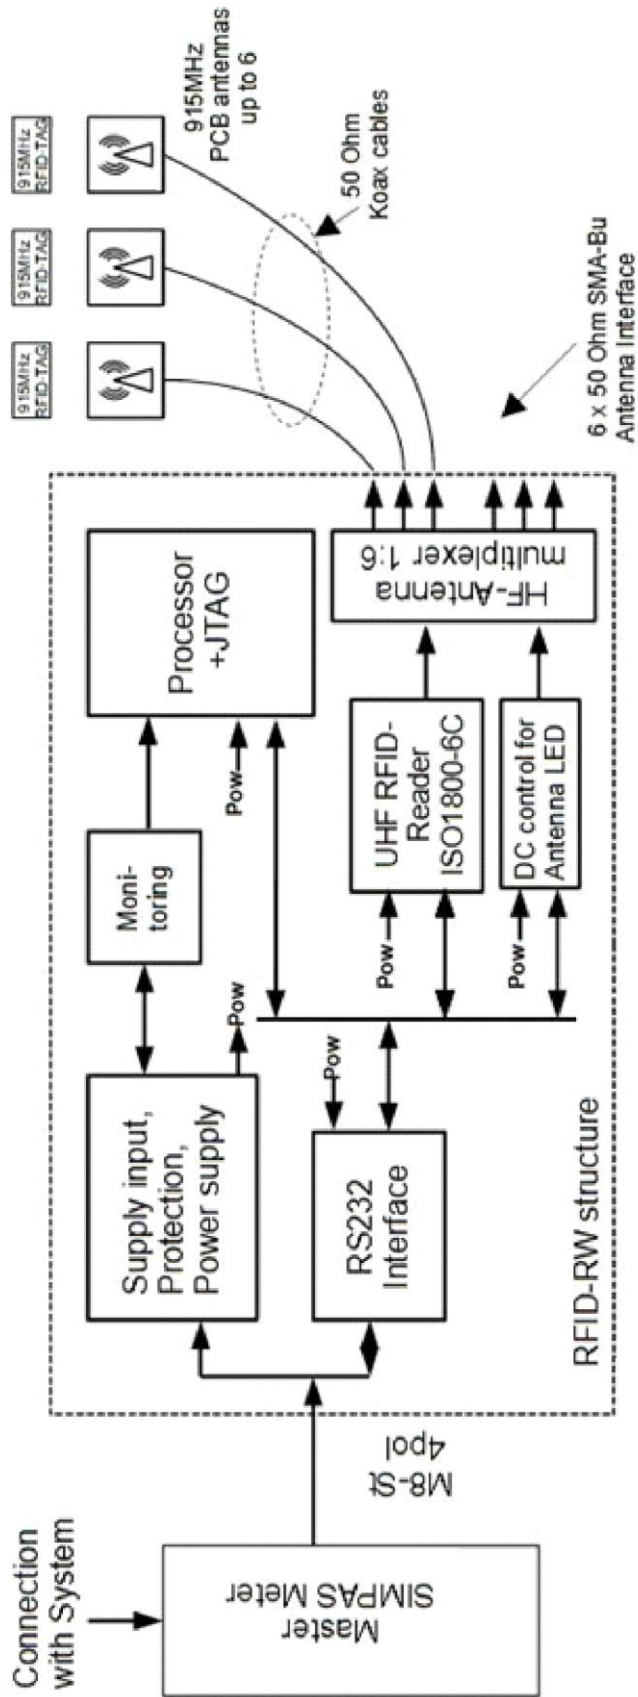 Connection
with System
Master
SIMPAS Meter
M8-St
4pol
Supply input,
Protection,
Power supply
Pow
Moni-
toring
Processor
+JTAG
Pow
RS232
Interface
Pow
Pow
UHF RFID-
Reader
ISO1800-6C
Pow
DC control for
Antenna LED
HF-Antenna
multiplexer 1:6
RFID-RW structure
915MHz
RFID-TAG
915MHz
RFID-TAG
915MHz
RFID-TAG
915MHz
PCB antennas
up to 6
50 Ohm
Koax cables
6 x 50 Ohm SMA-Bu
Antenna Interface